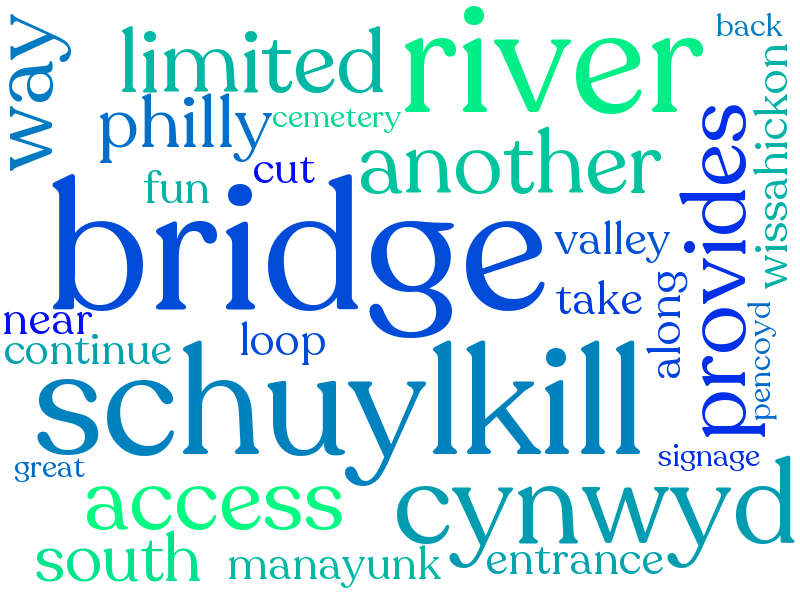 back
way
limited
river
wissahickon
philly
cemetery
another
provides
cut
fun
bridge
valley
take
along
near
loop
continue
pencoyd
schuylkill
signage
great
access
cynwyd
south
manayunk
entrance